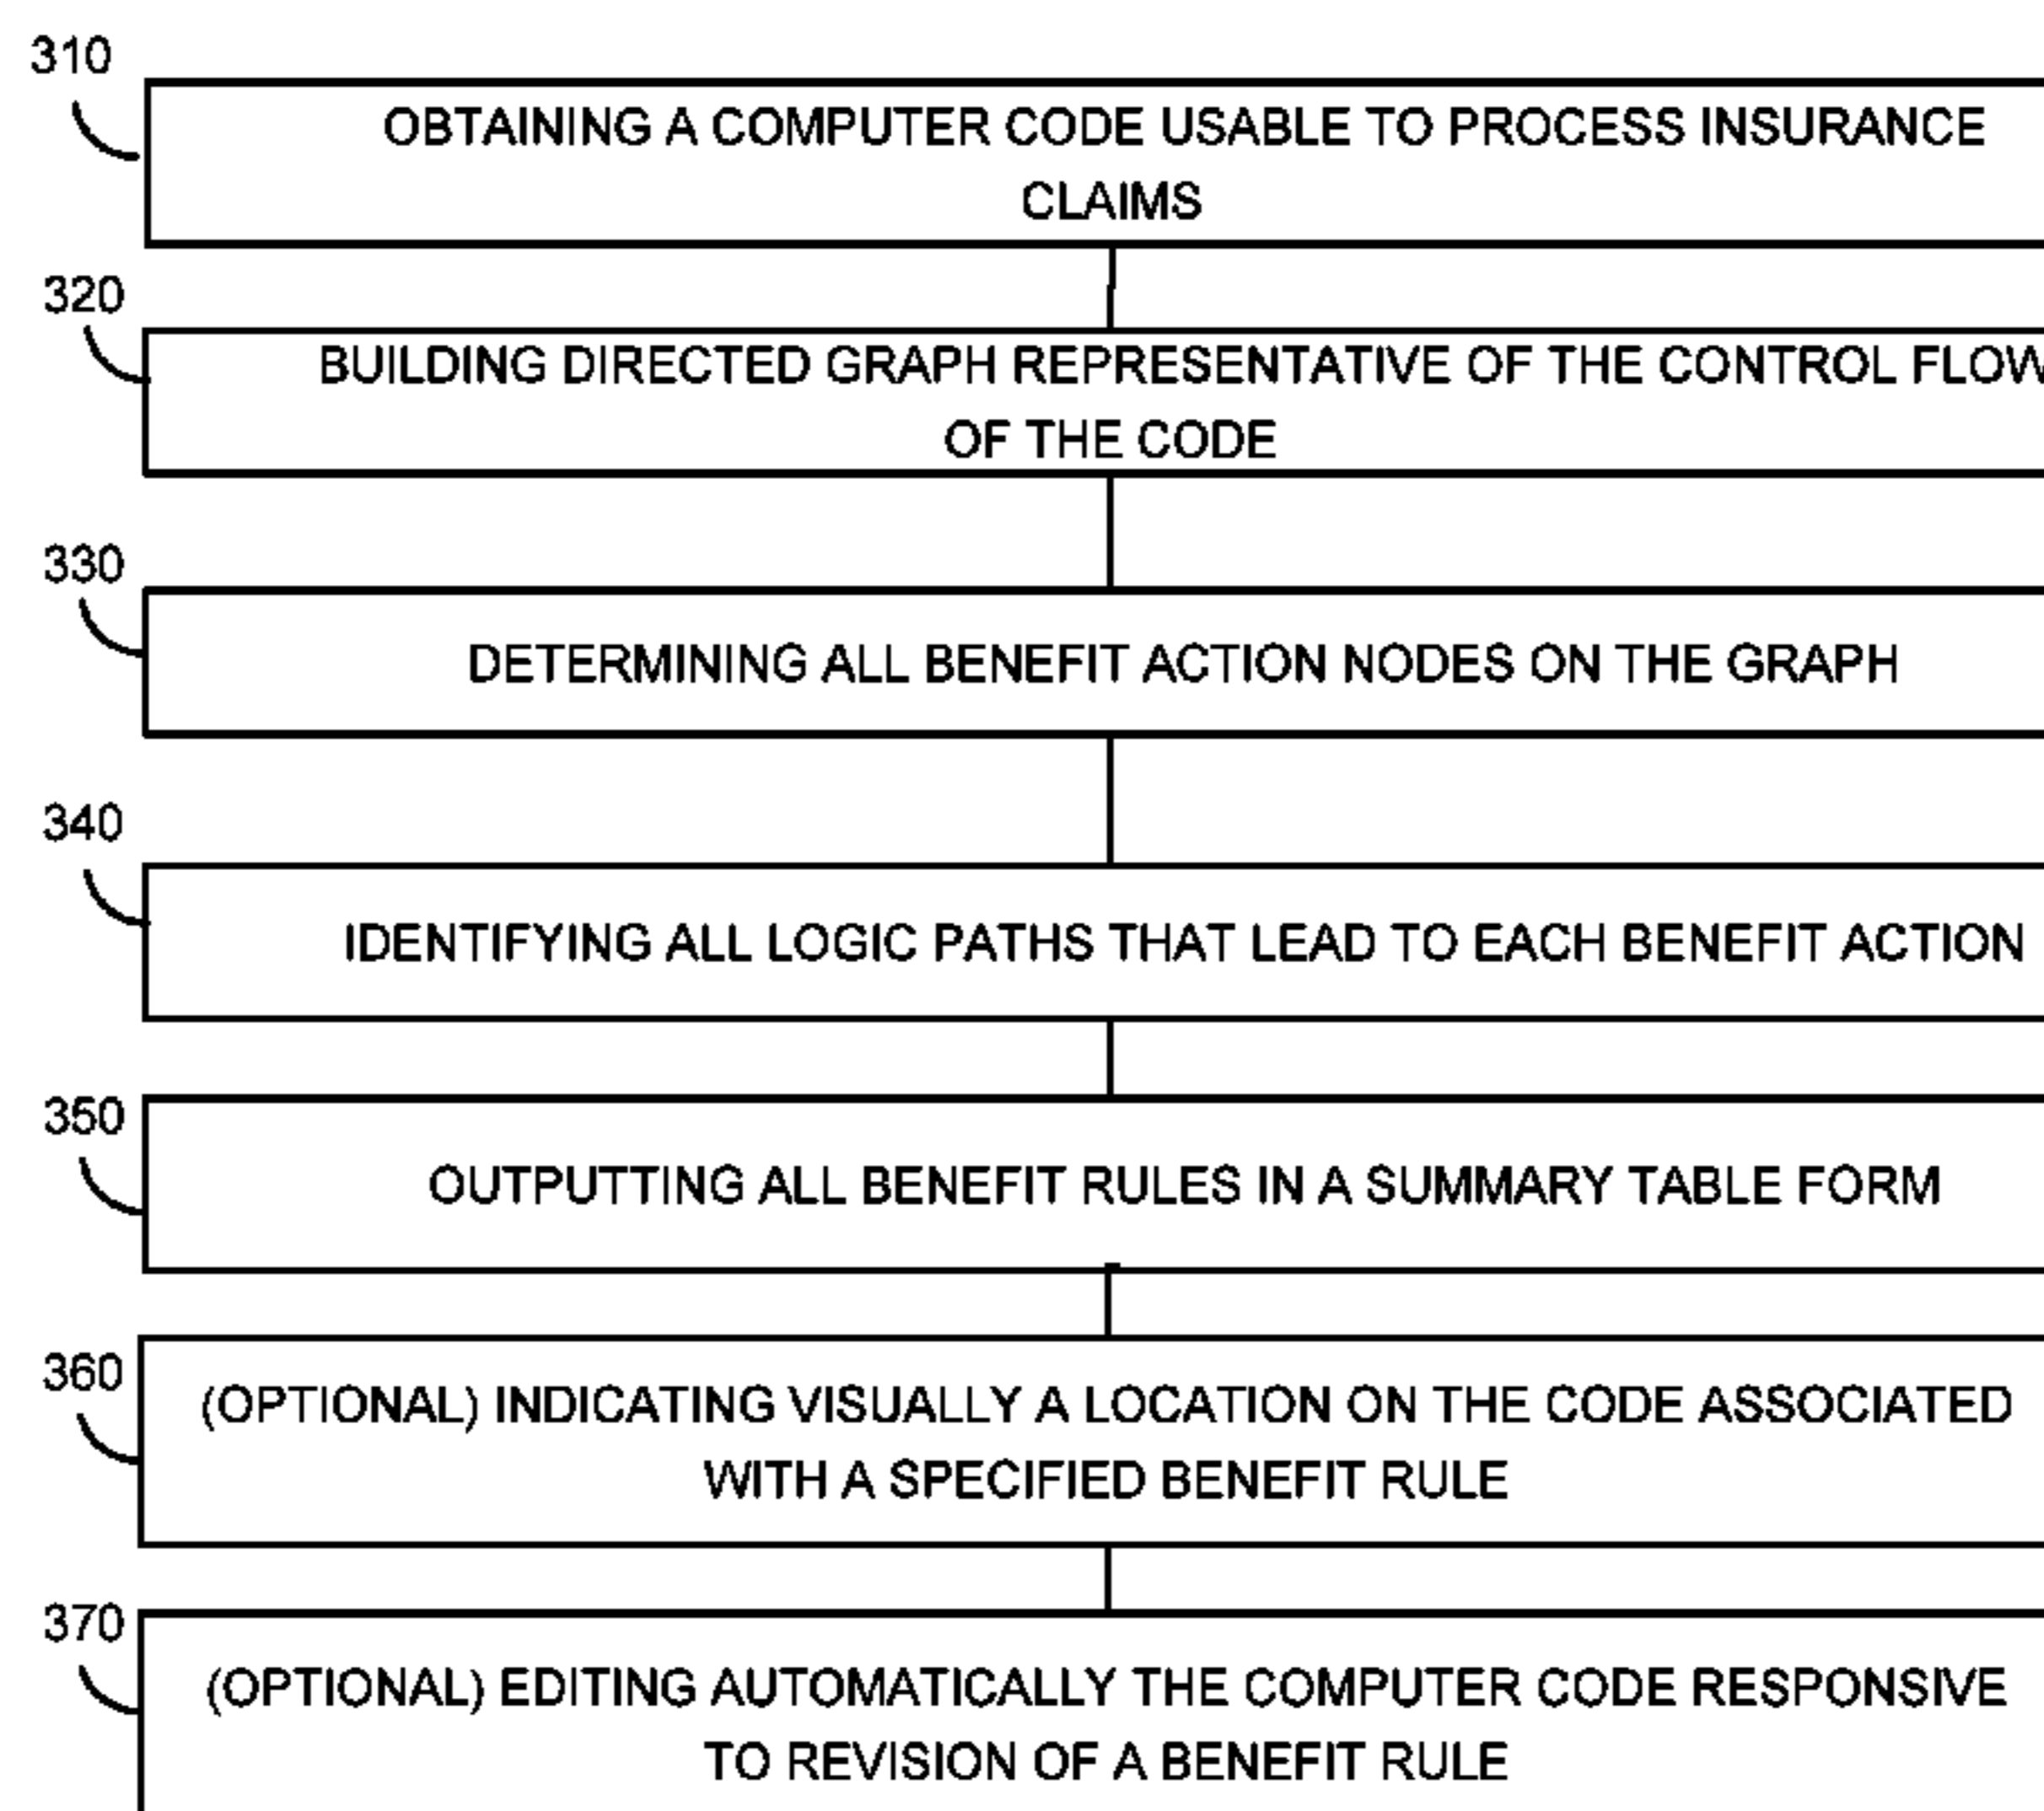 310
OBTAINING A COMPUTER CODE USABLE TO PROCESS INSURANCE
CLAIMS
320
BUILDING DIRECTED GRAPH REPRESENTATIVE OF THE CONTROL FLOW
OF THE CODE
330
DETERMINING ALL BENEFIT ACTION NODES ON THE GRAPH
340
IDENTIFYING ALL LOGIC PATHS THAT LEAD TO EACH BENEFIT ACTION
350
OUTPUTTING ALL BENEFIT RULES IN A SUMMARY TABLE FORM
360
(OPTIONAL) INDICATING VISUALLY A LOCATION ON THE CODE ASSOCIATED
WITH A SPECIFIED BENEFIT RULE
370
(OPTIONAL) EDITING AUTOMATICALLY THE COMPUTER CODE RESPONSIVE
TO REVISION OF A BENEFIT RULE